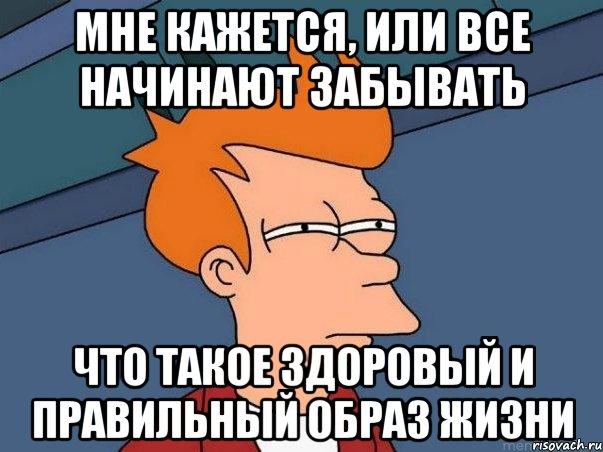 МНЕ КАЖЕТСЯ, ИЛИ ВСЕ
НАЧИНАЮТ ЗАБЫВАТЬ
ЧТО ТАКОЕ ЗДОРОВЫЙ И
ПРАВИЛЬНЫЙ ОБРАЗ ЖИЗНИ
risovach.ru